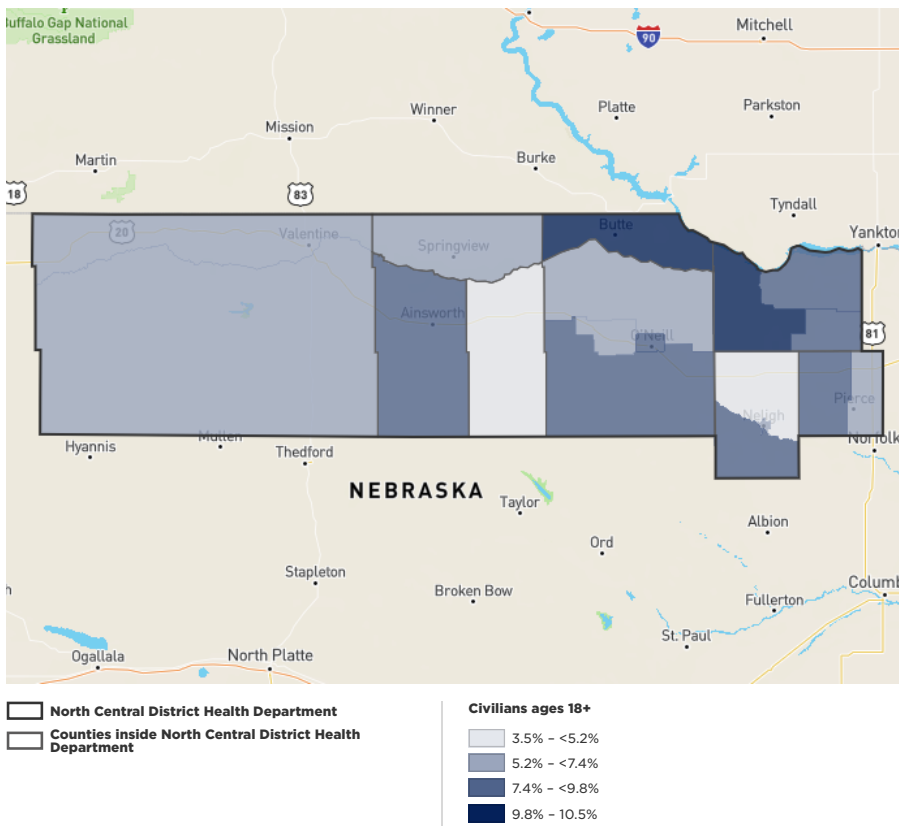 Buffalo Gap National
Grassland
90
Mitchell
Winner
Platte
Parkston
Mission
Burke
Martin
18
83
Tyndall
20
Valentine
Springview
Butte
Yankto
Ainsworth
O'Neill
81
Pierce
Neligh
Hyannis
Mullen
Thedford
Norfolk
NEBRASKA
Taylor
Albion
Ord
Stapleton
Broken Bow
Fullerton
Columb
h
St. Paul
Ogallala
North Platte
North Central District Health Department
Counties inside North Central District Health
Department
Civilians ages 18+
3.5% – <5.2%
5.2% – <7.4%
7.4% – <9.8%
9.8% – 10.5%